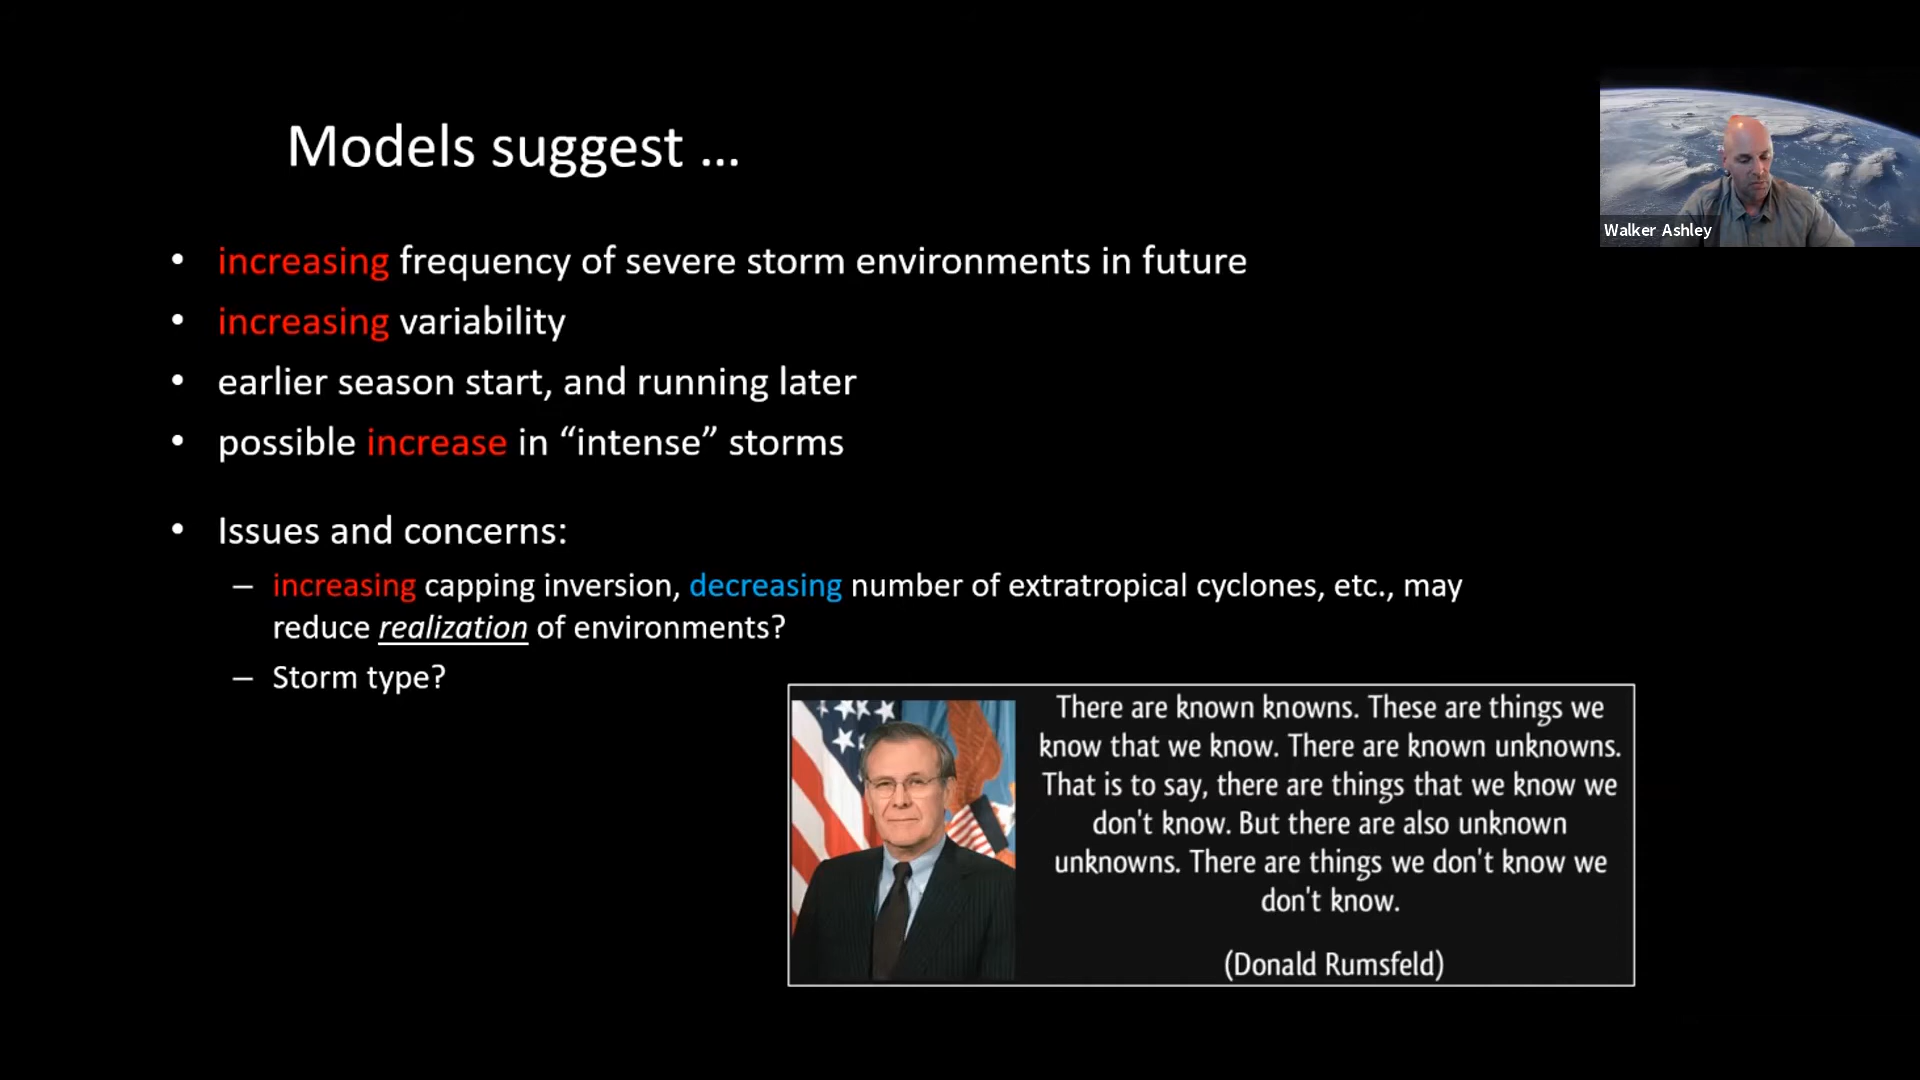 Models suggest ...
Walker Ashley
• increasing frequency of severe storm environments in future
• increasing variability
• earlier season start, and running later
• possible increase in “intense” storms
• Issues and concerns:
– increasing capping inversion, decreasing number of extratropical cyclones, etc., may
reduce realization of environments?
– Storm type?
There are known knowns. These are things we
know that we know. There are known unknowns.
That is to say, there are things that we know we
don't know. But there are also unknown
unknowns. There are things we don't know we
don't know.
(Donald Rumsfeld)